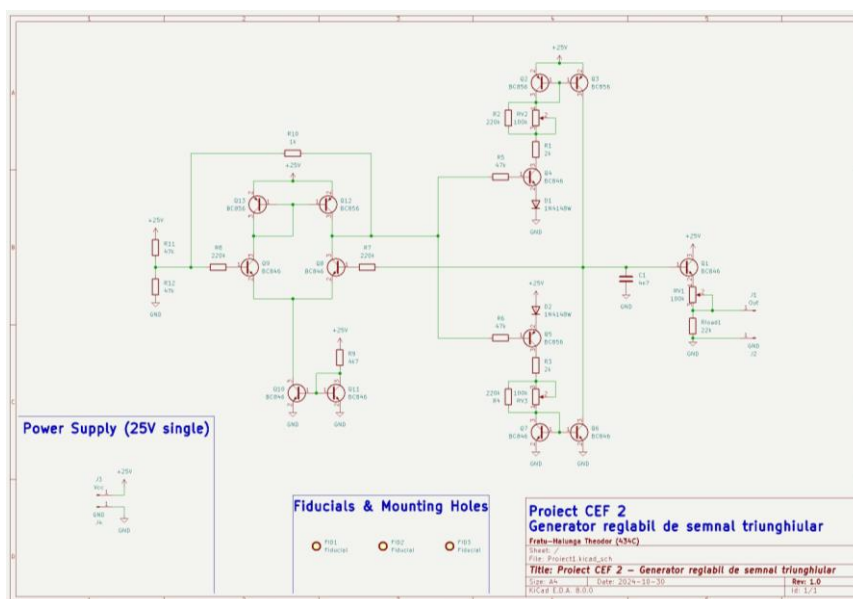 1
2
3
4
5
A
B
C
D
+25V
Q2
BC856
Q3
BC856
R2
220k
RV2
100k
R1
2k
R10
1k
+25V
R5
47k
Q4
BC846
D1
1N4148W
GND
Q13
BC856
Q12
BC856
+25V
R11
47k
R8
220k
Q9
BC846
Q8
BC846
R7
220k
R12
47k
GND
+25V
Q1
BC846
C1
4n7
GND
RV1
100k
J1
Out
Rload1
22k
GND
GND
J2
+25V
D2
1N4148W
R6
47k
Q5
BC856
R3
2k
+25V
R9
4k7
Q10
BC846
Q11
BC846
GND
GND
220k
R4
100k
RV3
Q7
BC846
Q6
BC846
GND
GND
Power Supply (25V single)
J3
Vcc
+25V
GND
J4
GND
Fiducials & Mounting Holes
FID1
Fiducial
FID2
Fiducial
FID3
Fiducial
Proiect CEF 2
Generator reglabil de semnal triunghiular
Theodor (434C)
Sheet: /
File: Proiect1.kicad_sch
Title: Proiect CEF 2 - Generator reglabil de semnal triunghiular
Size: A4
Date: 2024-10-30
Rev: 1.0
KiCad E.D.A. 8.0.0
Id: 1/1